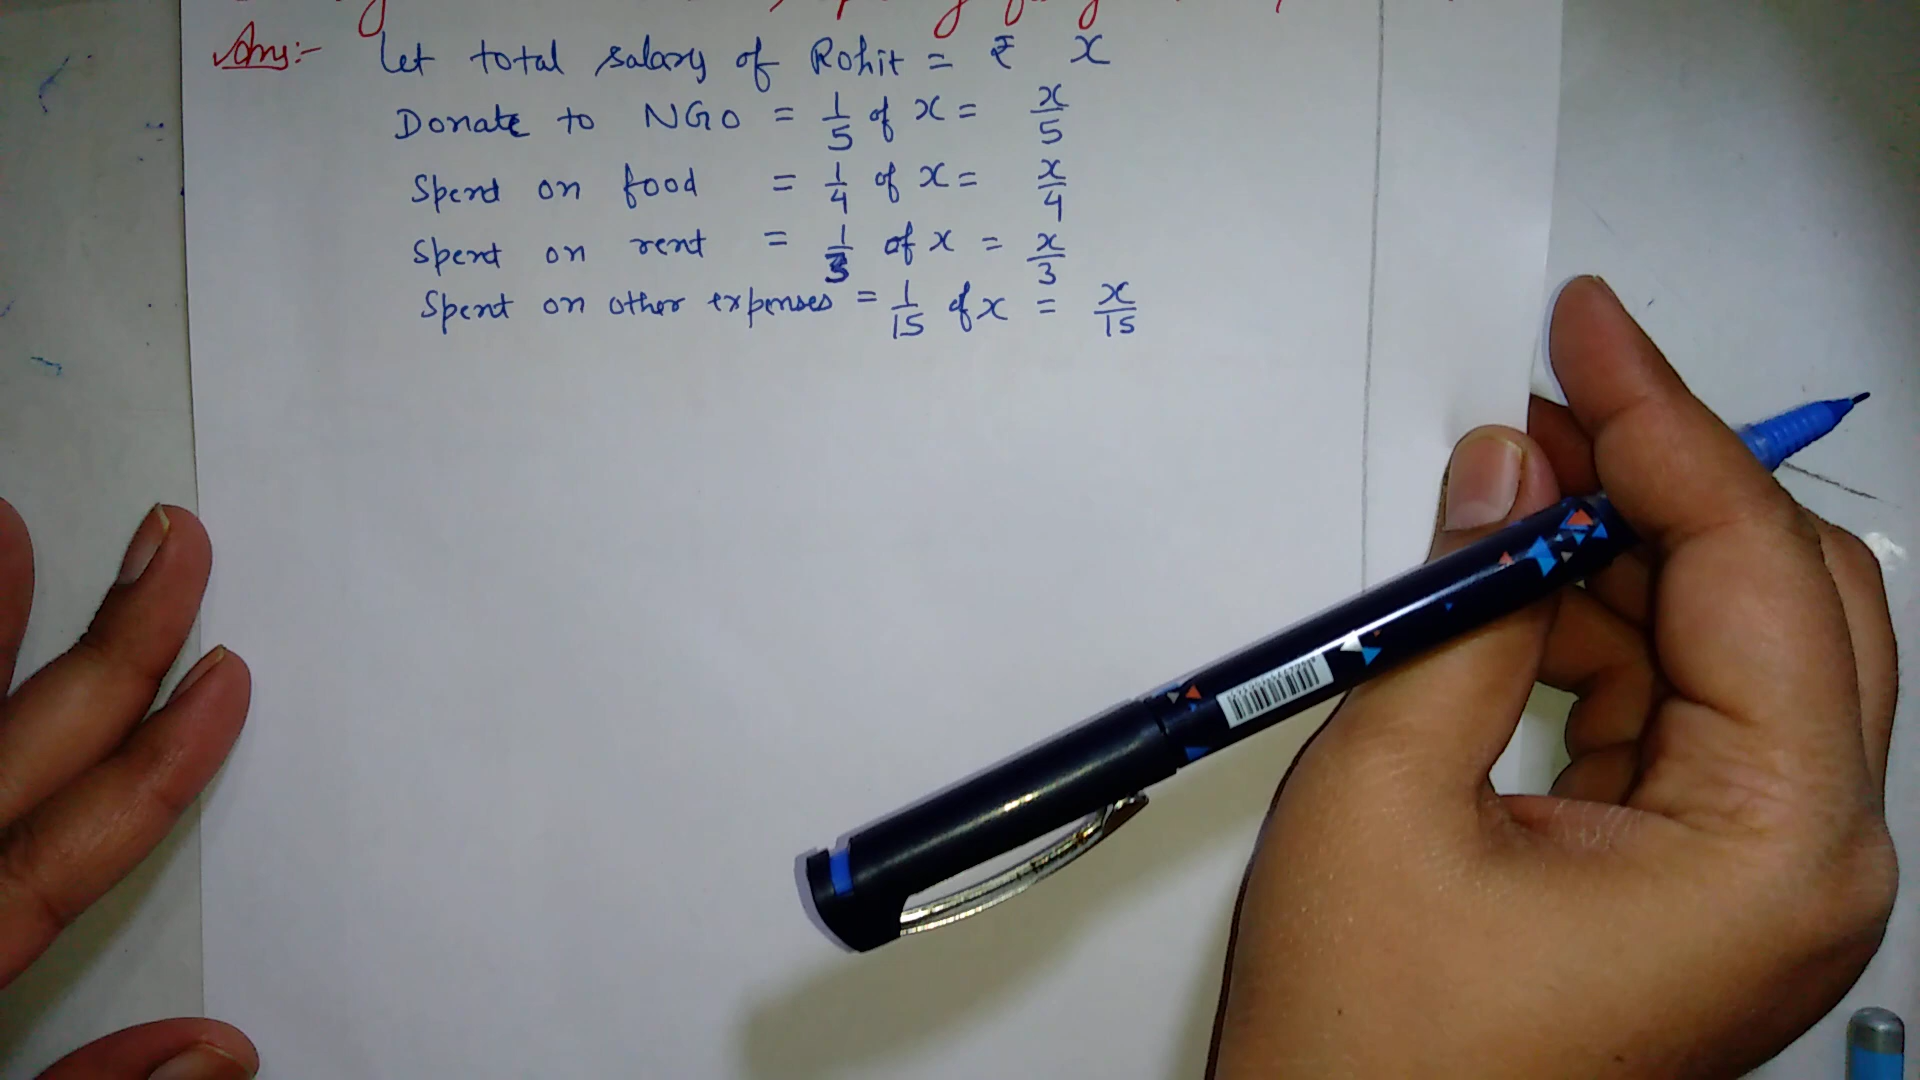 Ans:- Let total salary of Rohit = ₹ x
Donate to NGO = 1/5 of x = x/5
Spend on food = 1/4 of x = x/4
Spent on rent = 1/3 of x = x/3
Spent on other expenses = 1/15 of x = x/15